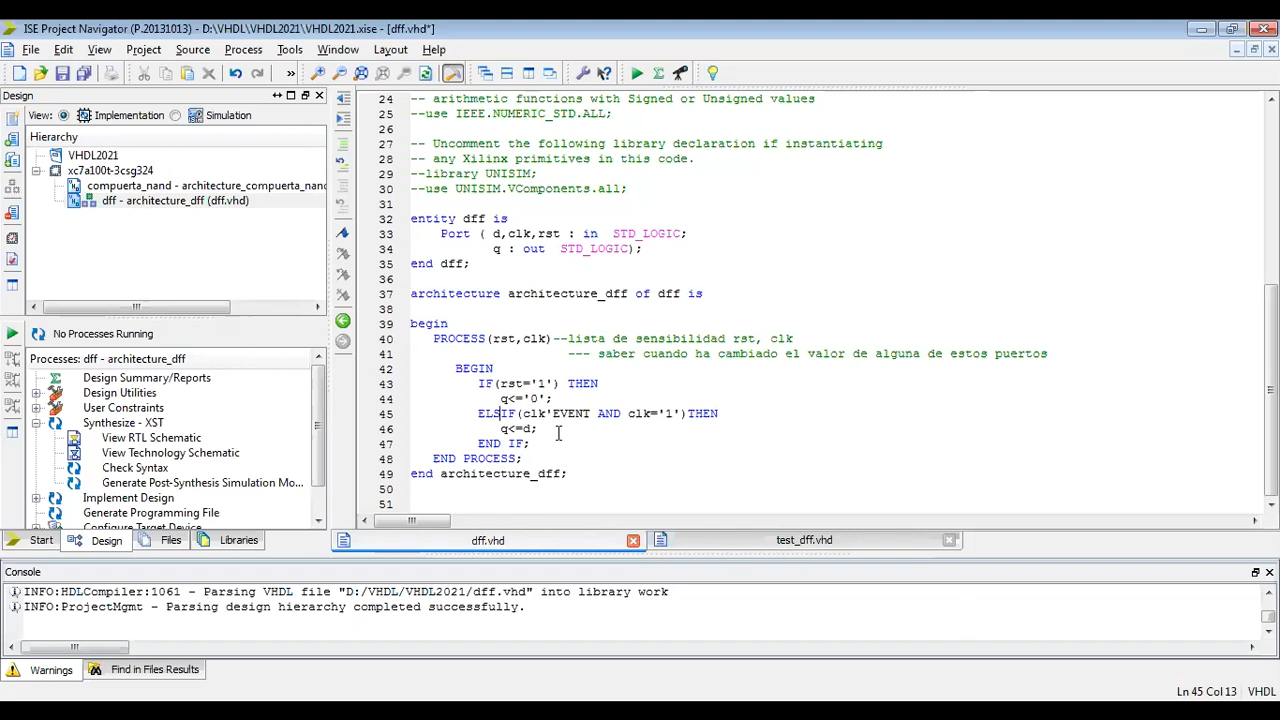 ISE Project Navigator (P.20131013) - D:\VHDL\VHDL2021\VHDL2021.xise - [dff.vhd*]
File Edit View Project Source Process Tools Window Layout Help
Design
View: Implementation Simulation
Hierarchy
VHDL2021
xc7a100t-3csg324
compuerta_nand - architecture_compuerta_nand
dff - architecture_dff (dff.vhd)
No Processes Running
Processes: dff - architecture_dff
Design Summary/Reports
Design Utilities
User Constraints
Synthesize - XST
View RTL Schematic
View Technology Schematic
Check Syntax
Generate Post-Synthesis Simulation Mo...
Implement Design
Generate Programming File
Configure Target Device
Start Design Files Libraries
24 -- arithmetic functions with Signed or Unsigned values
25 --use IEEE.NUMERIC_STD.ALL;
26
27 -- Uncomment the following library declaration if instantiating
28 -- any Xilinx primitives in this code.
29 --library UNISIM;
30 --use UNISIM.VComponents.all;
31
32 entity dff is
33 Port ( d,clk,rst : in STD_LOGIC;
34 q : out STD_LOGIC);
35 end dff;
36
37 architecture architecture_dff of dff is
38
39 begin
40 PROCESS(rst,clk)--lista de sensibilidad rst, clk
41 --- saber cuando ha cambiado el valor de alguna de estos puertos
42 BEGIN
43 IF(rst='1') THEN
44 q<='0';
45 ELSIF(clk'EVENT AND clk='1')THEN
46 q<=d;
47 END IF;
48 END PROCESS;
49 end architecture_dff;
50
51
dff.vhd test_dff.vhd
Console
INFO:HDLCompiler:1061 - Parsing VHDL file "D:/VHDL/VHDL2021/dff.vhd" into library work
INFO:ProjectMgmt - Parsing design hierarchy completed successfully.
Warnings Find in Files Results
Ln 45 Col 13 VHDL